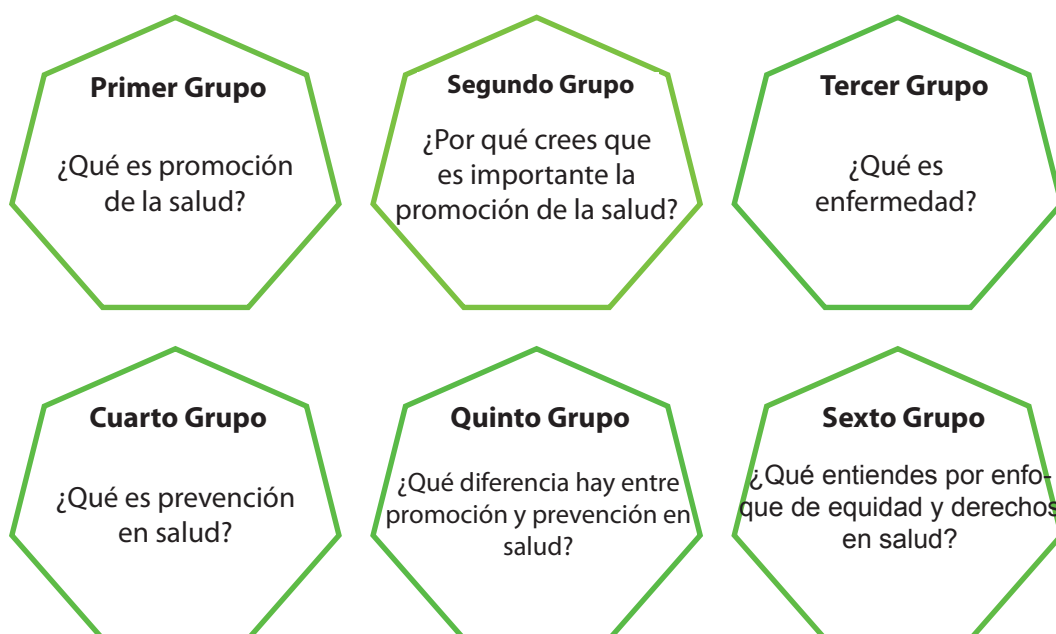 Primer Grupo
¿Qué es promoción
de la salud?
Segundo Grupo
¿Por qué crees que
es importante la
promoción de la salud?
Tercer Grupo
¿Qué es
enfermedad?
Cuarto Grupo
¿Qué es prevención
en salud?
Quinto Grupo
¿Qué diferencia hay entre
promoción y prevención en
salud?
Sexto Grupo
¿Qué entiendes por enfo-
que de equidad y derechos
en salud?